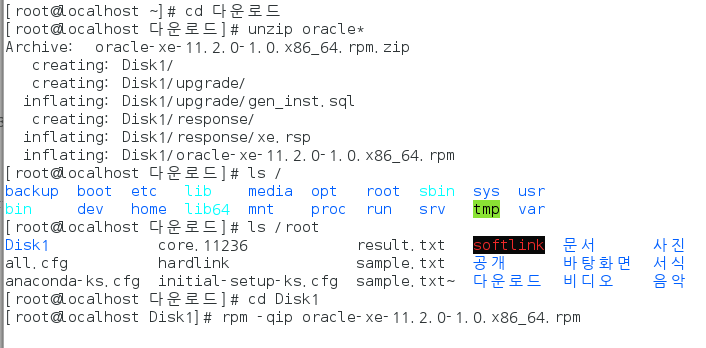 [root@localhost ~]# cd 다운로드
[root@localhost 다운로드]# unzip oracle*
Archive:  oracle-xe-11.2.0-1.0.x86_64.rpm.zip
   creating: Disk1/
   creating: Disk1/upgrade/
  inflating: Disk1/upgrade/gen_inst.sql
   creating: Disk1/response/
  inflating: Disk1/response/xe.rsp
  inflating: Disk1/oracle-xe-11.2.0-1.0.x86_64.rpm
[root@localhost 다운로드]# ls /
backup  boot  etc   lib    media  opt   root  sbin  sys  usr
bin     dev   home  lib64  mnt    proc  run   srv   tmp  var
[root@localhost 다운로드]# ls /root
Disk1            core.11236            result.txt   softlink  문서      사진
all.cfg          hardlink              sample.txt   공개      바탕화면  서식
anaconda-ks.cfg  initial-setup-ks.cfg  sample.txt~  다운로드  비디오    음악
[root@localhost 다운로드]# cd Disk1
[root@localhost Disk1]# rpm -qip oracle-xe-11.2.0-1.0.x86_64.rpm